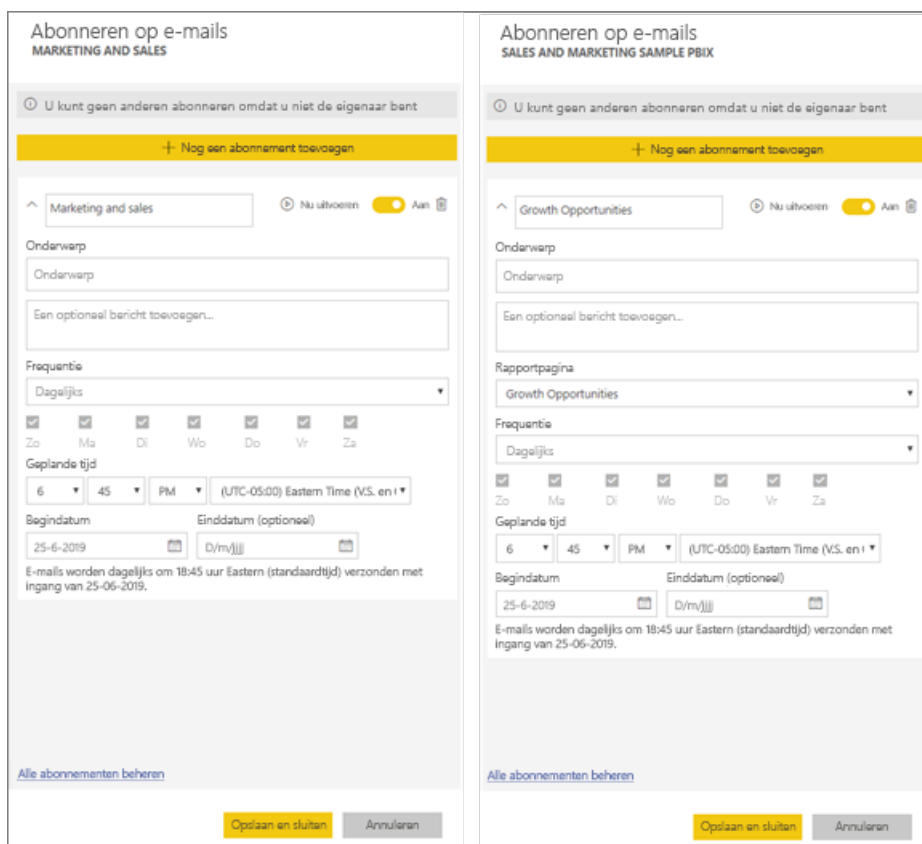 Abonneren op e-mails
MARKETING AND SALES
U kunt geen anderen abonneren omdat u niet de eigenaar bent
+ Nog een abonnement toevoegen
Marketing and sales
Nu uitvoeren
Aan
Onderwerp
Onderwerp
Een optioneel bericht toevoegen...
Frequentie
Dagelijks
Zo Ma Di Wo Do Vr Za
Geplande tijd
6 45 PM (UTC-05:00) Eastern Time (V.S. en
Begindatum Einddatum (optioneel)
25-6-2019 D/m/jjjj
E-mails worden dagelijks om 18:45 uur Eastern (standaardtijd) verzonden met
ingang van 25-06-2019.
Alle abonnementen beheren
Opslaan en sluiten Annuleren
Abonneren op e-mails
SALES AND MARKETING SAMPLE PBIX
U kunt geen anderen abonneren omdat u niet de eigenaar bent
+ Nog een abonnement toevoegen
Growth Opportunities
Nu uitvoeren
Aan
Onderwerp
Onderwerp
Een optioneel bericht toevoegen...
Rapportpagina
Growth Opportunities
Frequentie
Dagelijks
Zo Ma Di Wo Do Vr Za
Geplande tijd
6 45 PM (UTC-05:00) Eastern Time (V.S. en
Begindatum Einddatum (optioneel)
25-6-2019 D/m/jjjj
E-mails worden dagelijks om 18:45 uur Eastern (standaardtijd) verzonden met
ingang van 25-06-2019.
Alle abonnementen beheren
Opslaan en sluiten Annuleren